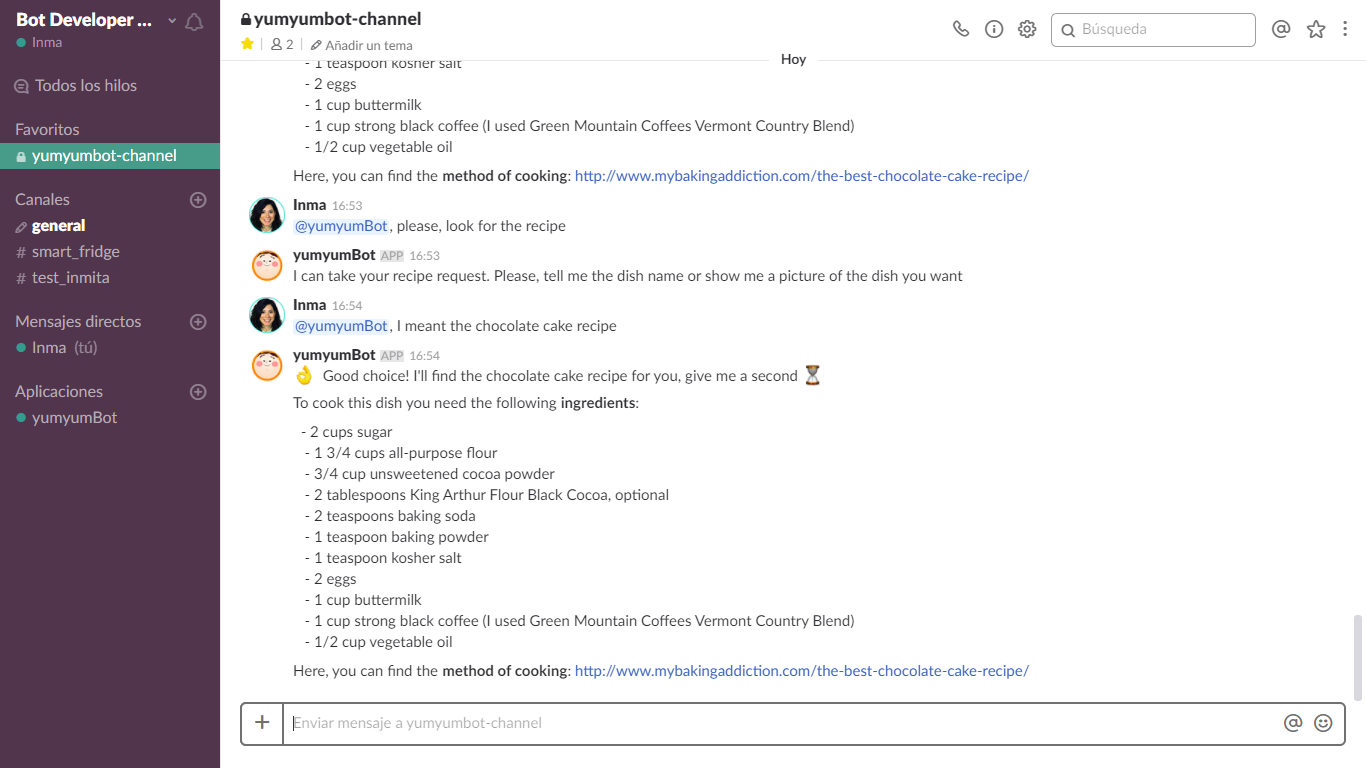 Bot Developer ...
Inma
Todos los hilos
Favoritos
yumyumbot-channel
Canales
general
# smart_fridge
# test_inmita
Mensajes directos
Inma (tú)
Aplicaciones
yumyumBot
yumyumbot-channel
2 | Añadir un tema
Búsqueda
Hoy
- 1 teaspoon kosher salt
- 2 eggs
- 1 cup buttermilk
- 1 cup strong black coffee (I used Green Mountain Coffees Vermont Country Blend)
- 1/2 cup vegetable oil
Here, you can find the method of cooking: http://www.mybakingaddiction.com/the-best-chocolate-cake-recipe/
Inma 16:53
@yumyumBot, please, look for the recipe
yumyumBot APP 16:53
I can take your recipe request. Please, tell me the dish name or show me a picture of the dish you want
Inma 16:54
@yumyumBot, I meant the chocolate cake recipe
yumyumBot APP 16:54
👌 Good choice! I'll find the chocolate cake recipe for you, give me a second ⏳
To cook this dish you need the following ingredients:
- 2 cups sugar
- 1 3/4 cups all-purpose flour
- 3/4 cup unsweetened cocoa powder
- 2 tablespoons King Arthur Flour Black Cocoa, optional
- 2 teaspoons baking soda
- 1 teaspoon baking powder
- 1 teaspoon kosher salt
- 2 eggs
- 1 cup buttermilk
- 1 cup strong black coffee (I used Green Mountain Coffees Vermont Country Blend)
- 1/2 cup vegetable oil
Here, you can find the method of cooking: http://www.mybakingaddiction.com/the-best-chocolate-cake-recipe/
Enviar mensaje a yumyumbot-channel